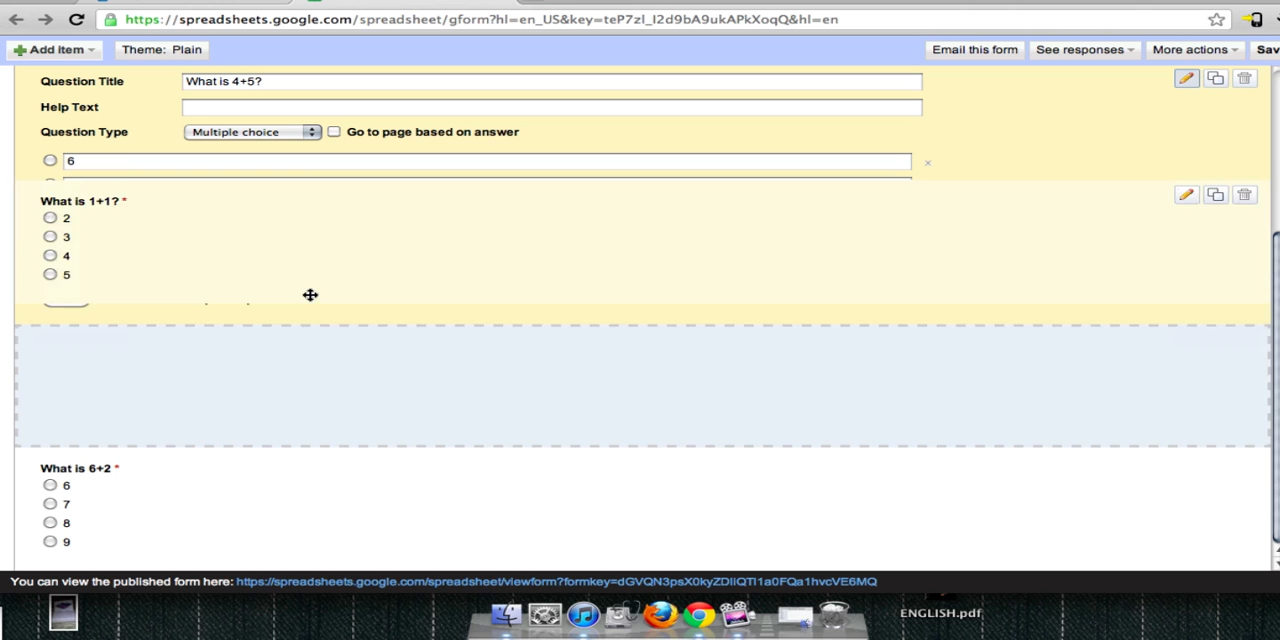 https://spreadsheets.google.com/spreadsheet/gform?hl=en_US&key=teP7zl_I2d9bA9ukAPkXoqQ&hl=en
Add item Theme: Plain Email this form See responses More actions Sav
Question Title What is 4+5?
Help Text
Question Type Multiple choice Go to page based on answer
6
What is 1+1? *
2
3
4
5
What is 6+2 *
6
7
8
9
You can view the published form here: https://spreadsheets.google.com/spreadsheet/viewform?formkey=dGVQN3psX0kyZDliQTl1a0FQa1hvcVE6MQ
ENGLISH.pdf